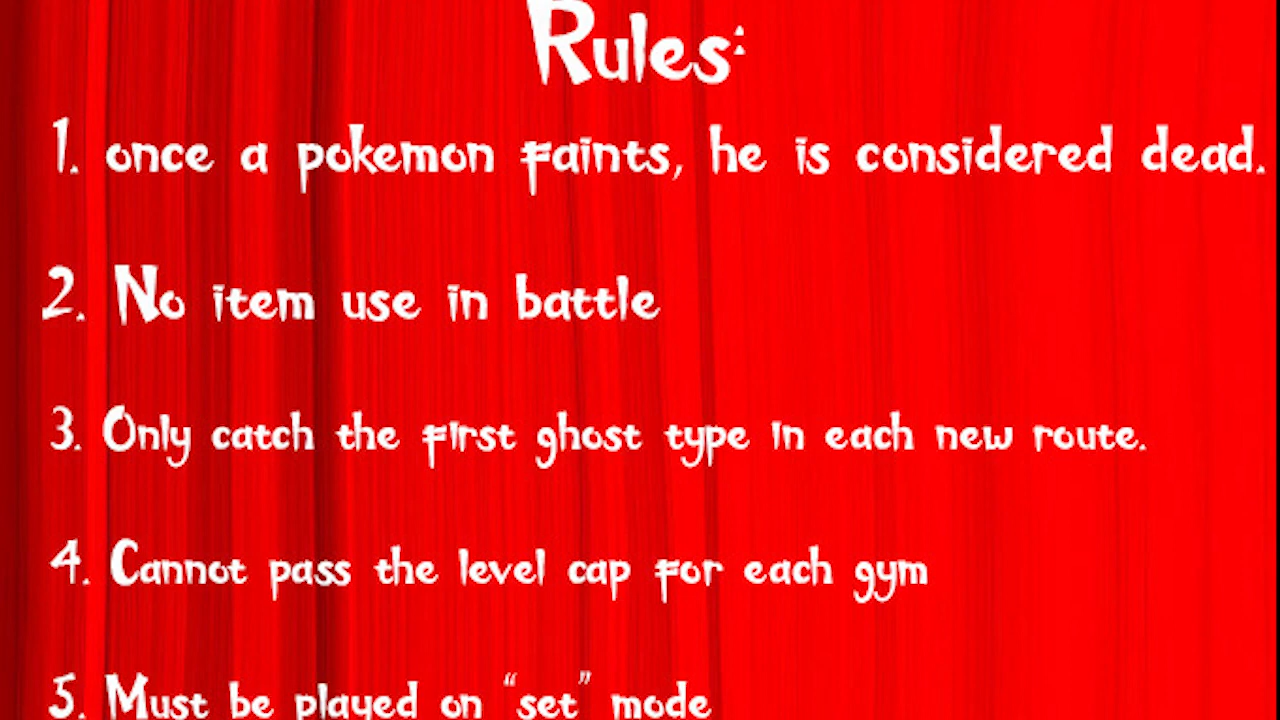 Rules:
1. once a pokemon faints, he is considered dead.
2. No item use in battle
3. Only catch the first ghost type in each new route.
4. Cannot pass the level cap for each gym
5. Must be played on “set” mode